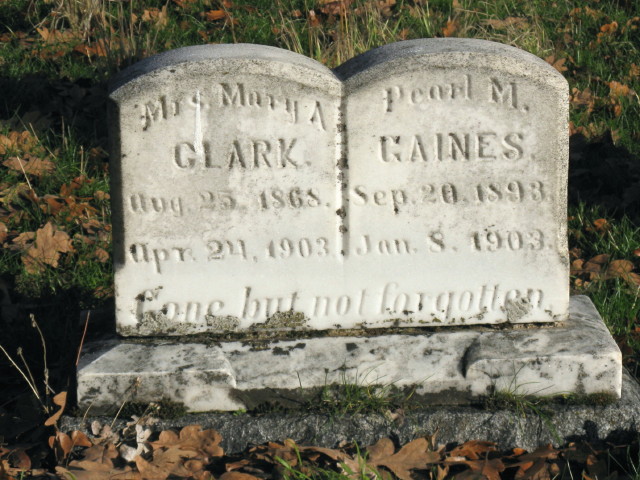 Mrs. Mary A.
CLARK.
Aug. 25, 1868.
Apr. 24, 1903.
Pearl M.
GAINES.
Sep. 20, 1893
Jan. 8, 1903.
Gone but not forgotten